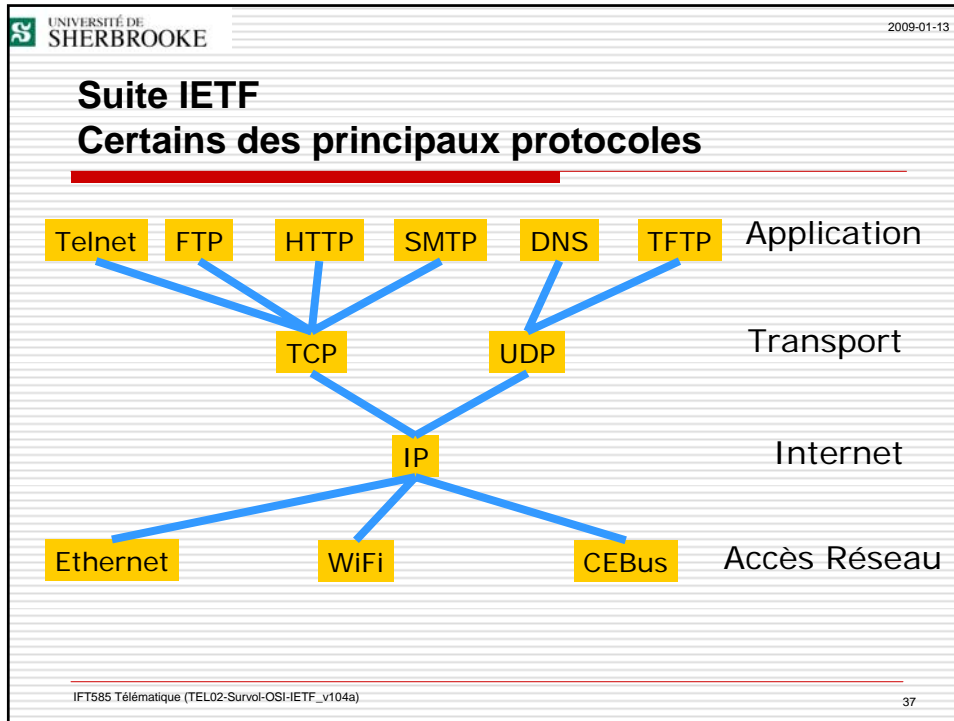 UNIVERSITÉ DE
SHERBROOKE
2009-01-13
Suite IETF
Certains des principaux protocoles
Telnet FTP HTTP SMTP DNS TFTP Application
TCP UDP Transport
IP Internet
Ethernet WiFi CEBus Accès Réseau
IFT585 Télématique (TEL02-Survol-OSI-IETF_v104a) 37